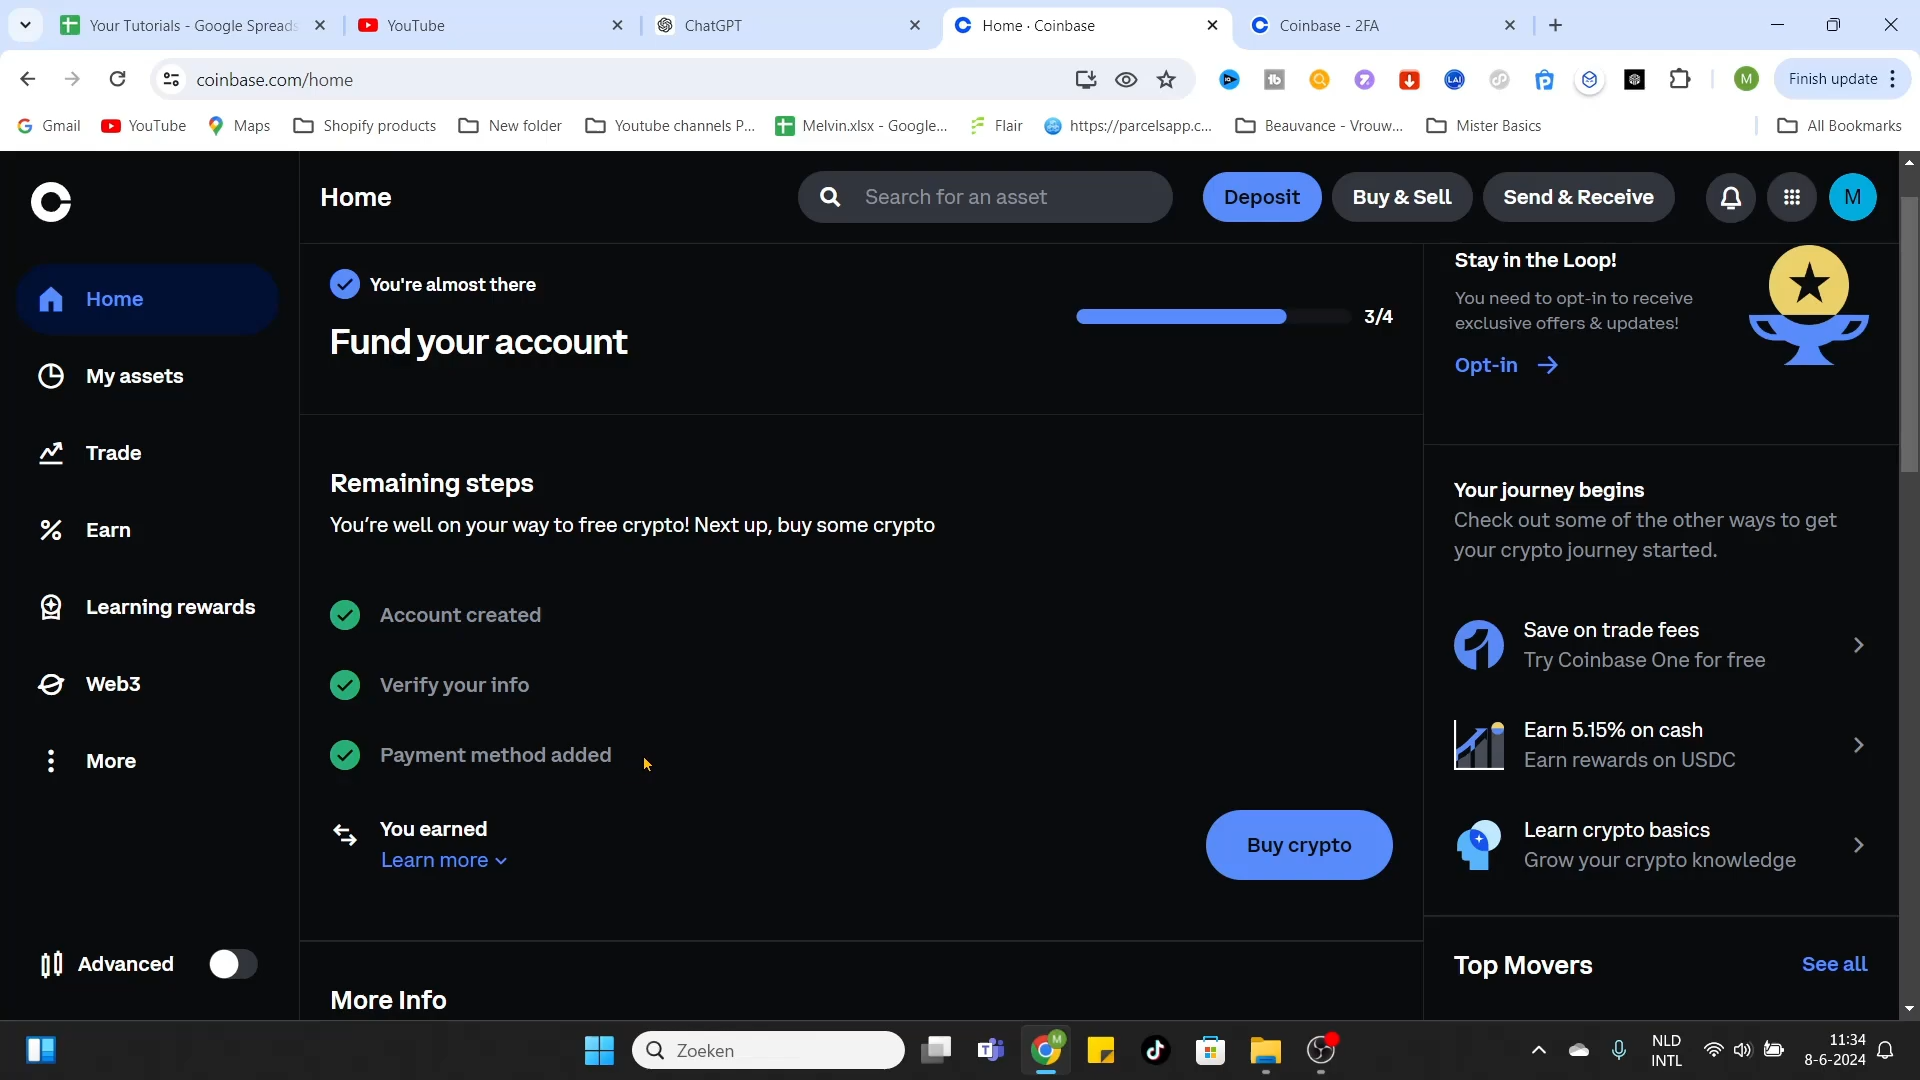 Your Tutorials - Google Spreads
YouTube
ChatGPT
Home · Coinbase
Coinbase - 2FA
coinbase.com/home
M
Finish update
Gmail
YouTube
Maps
Shopify products
New folder
Youtube channels P...
Melvin.xlsx - Google...
Flair
https://parcelsapp.c...
Beauvance - Vrouw...
Mister Basics
All Bookmarks
Home
Search for an asset
Deposit
Buy & Sell
Send & Receive
M
Home
My assets
Trade
Earn
Learning rewards
Web3
More
Advanced
You're almost there
Fund your account
3/4
Remaining steps
You're well on your way to free crypto! Next up, buy some crypto
Account created
Verify your info
Payment method added
You earned
Learn more
Buy crypto
More Info
Stay in the Loop!
You need to opt-in to receive
exclusive offers & updates!
Opt-in
Your journey begins
Check out some of the other ways to get
your crypto journey started.
Save on trade fees
Try Coinbase One for free
Earn 5.15% on cash
Earn rewards on USDC
Learn crypto basics
Grow your crypto knowledge
Top Movers
See all
Zoeken
NLD
INTL
11:34
8-6-2024